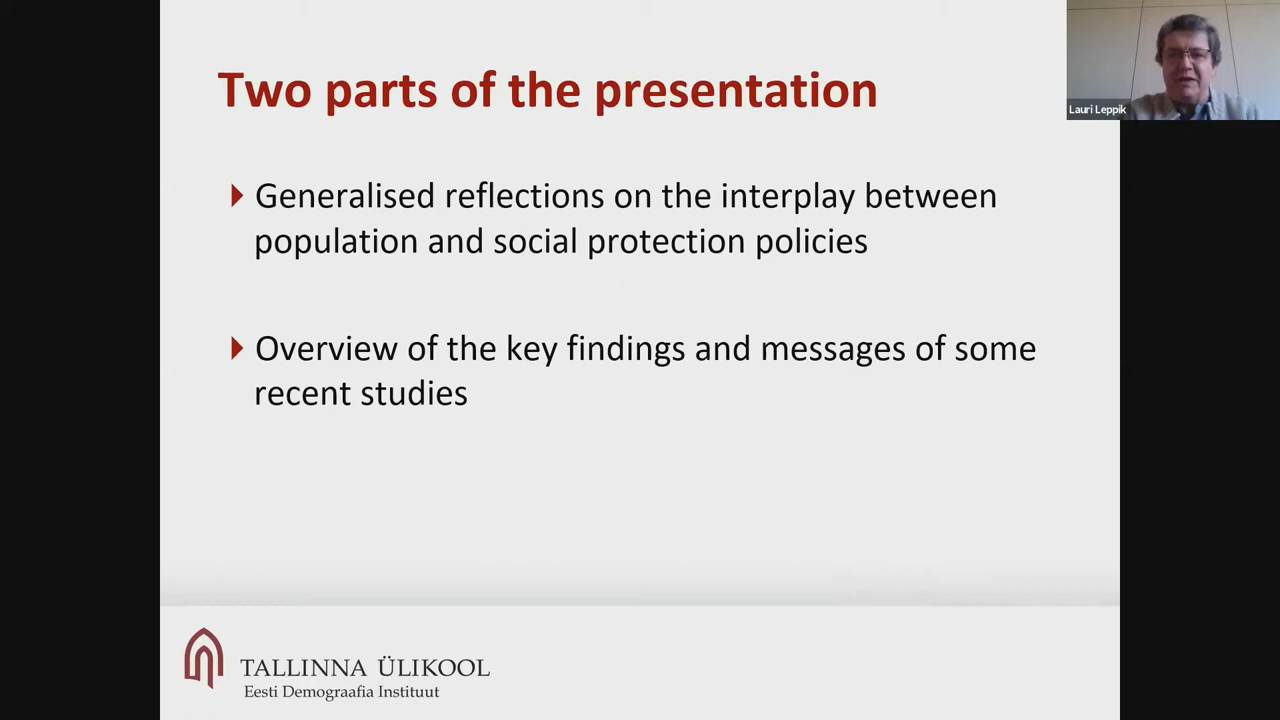 Two parts of the presentation
Lauri Leppik
Generalised reflections on the interplay between
population and social protection policies
Overview of the key findings and messages of some
recent studies
TALLINNA ÜLIKOOL
Eesti Demograafia Instituut